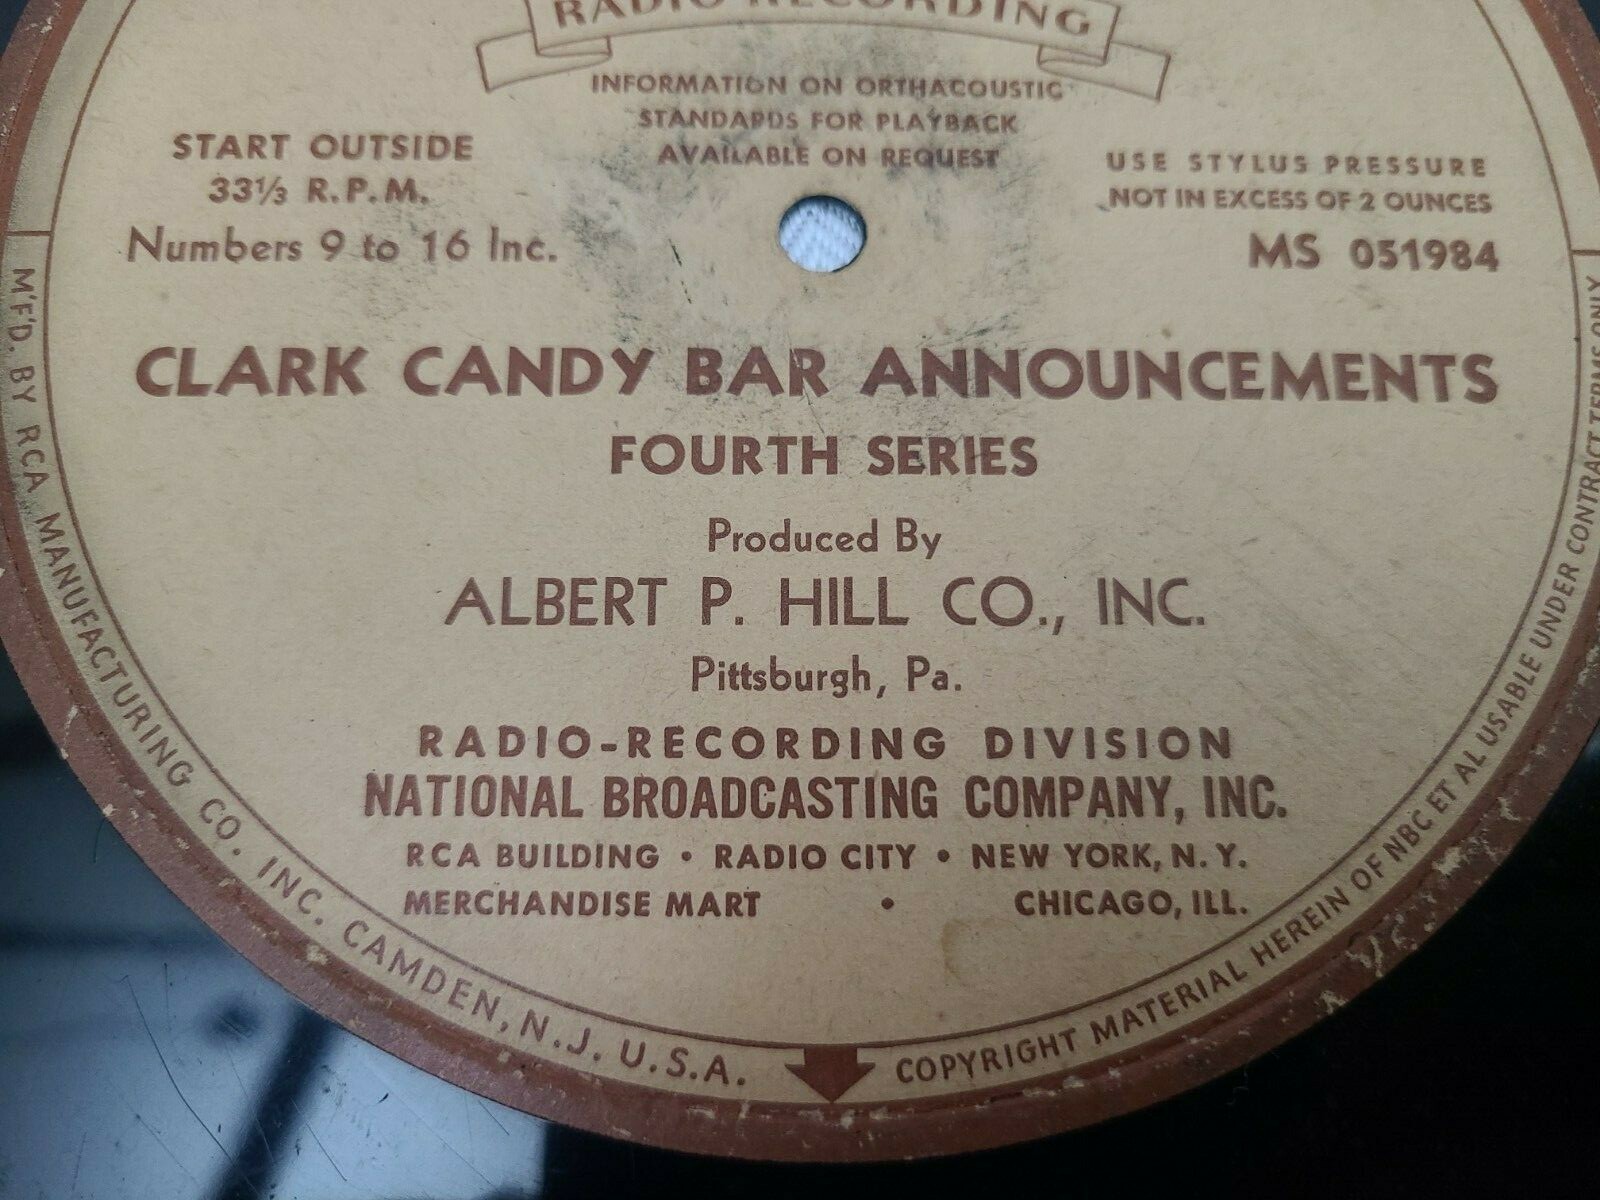 RADIO RECORDING
INFORMATION ON ORTHACOUSTIC
STANDARDS FOR PLAYBACK
AVAILABLE ON REQUEST
START OUTSIDE
33⅓ R.P.M.
Numbers 9 to 16 Inc.
USE STYLUS PRESSURE
NOT IN EXCESS OF 2 OUNCES
MS 051984
CLARK CANDY BAR ANNOUNCEMENTS
FOURTH SERIES
Produced By
ALBERT P. HILL CO., INC.
Pittsburgh, Pa.
RADIO-RECORDING DIVISION
NATIONAL BROADCASTING COMPANY, INC.
RCA BUILDING • RADIO CITY • NEW YORK, N. Y.
MERCHANDISE MART • CHICAGO, ILL.
M'F'D. BY RCA MANUFACTURING CO. INC. CAMDEN, N.J. U.S.A.
COPYRIGHT MATERIAL HEREIN OF NBC ET AL USABLE UNDER CONTRACT TERMS ONLY